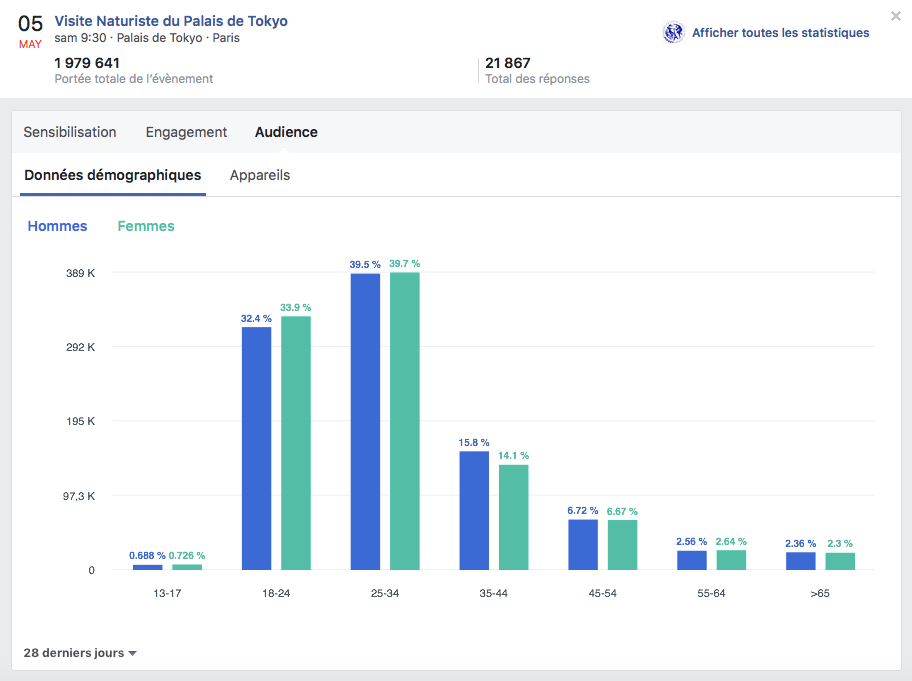 05
MAY
Visite Naturiste du Palais de Tokyo
sam 9:30 · Palais de Tokyo · Paris
Afficher toutes les statistiques
1 979 641
Portée totale de l'évènement
21 867
Total des réponses
Sensibilisation Engagement Audience
Données démographiques Appareils
Hommes Femmes
389 K
292 K
195 K
97,3 K
0
0.688 % 0.726 %
32.4 % 33.9 %
39.5 % 39.7 %
15.8 % 14.1 %
6.72 % 6.67 %
2.56 % 2.64 %
2.36 % 2.3 %
13-17 18-24 25-34 35-44 45-54 55-64 >65
28 derniers jours